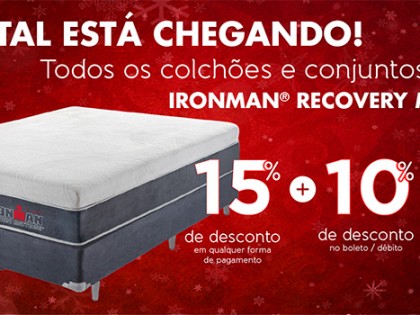 TAL ESTÁ CHEGANDO!
Todos os colchões e conjuntos
IRONMAN® RECOVERY
15% + 10%
de desconto
em qualquer forma
de pagamento
de desconto
no boleto / débito